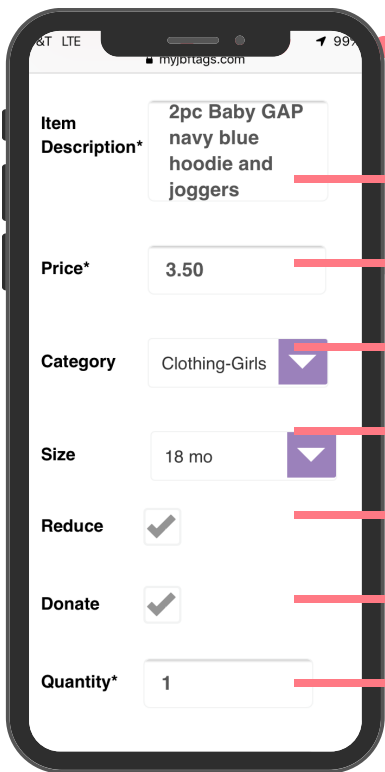 &T LTE 99%
myjbftags.com
Item
Description*
2pc Baby GAP
navy blue
hoodie and
joggers
Price* 3.50
Category Clothing-Girls
Size 18 mo
Reduce
Donate
Quantity* 1